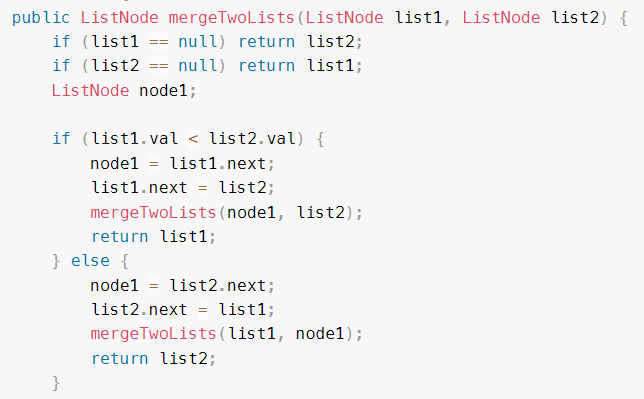 public ListNode mergeTwoLists(ListNode list1, ListNode list2) {
    if (list1 == null) return list2;
    if (list2 == null) return list1;
    ListNode node1;

    if (list1.val < list2.val) {
        node1 = list1.next;
        list1.next = list2;
        mergeTwoLists(node1, list2);
        return list1;
    } else {
        node1 = list2.next;
        list2.next = list1;
        mergeTwoLists(list1, node1);
        return list2;
    }